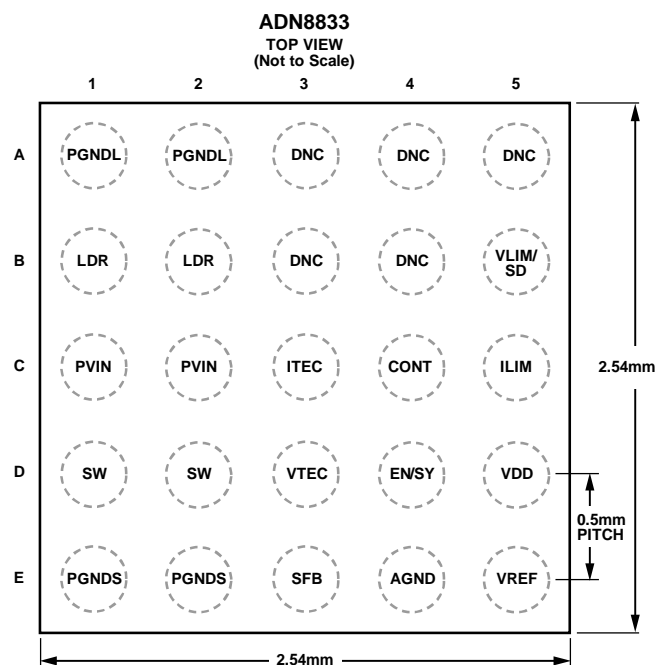 ADN8833
TOP VIEW
(Not to Scale)
1 2 3 4 5
A PGNDL PGNDL DNC DNC DNC
B LDR LDR DNC DNC VLIM/
SD
C PVIN PVIN ITEC CONT ILIM
2.54mm
D SW SW VTEC EN/SY VDD
0.5mm
PITCH
E PGNDS PGNDS SFB AGND VREF
2.54mm